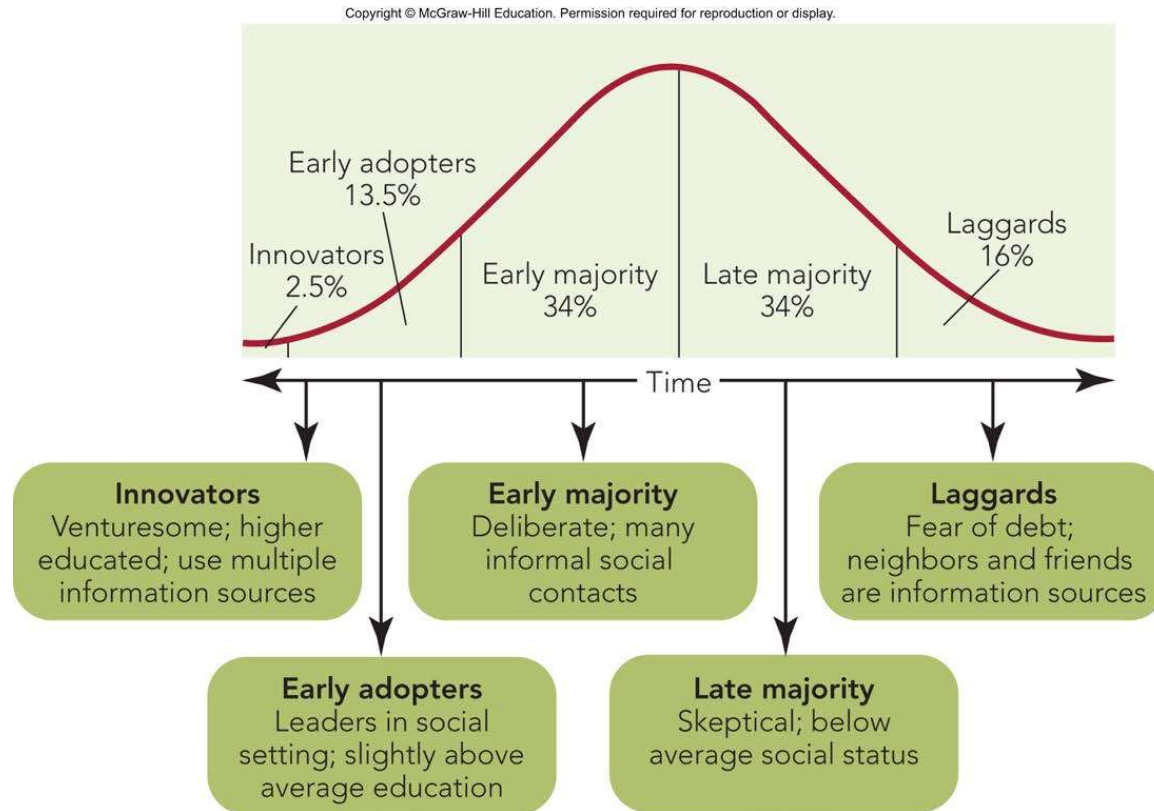 Copyright © McGraw-Hill Education. Permission required for reproduction or display.
Early adopters
13.5%
Innovators
2.5%
Early majority
34%
Late majority
34%
Laggards
16%
Time
Innovators
Venturesome; higher
educated; use multiple
information sources
Early majority
Deliberate; many
informal social
contacts
Laggards
Fear of debt;
neighbors and friends
are information sources
Early adopters
Leaders in social
setting; slightly above
average education
Late majority
Skeptical; below
average social status